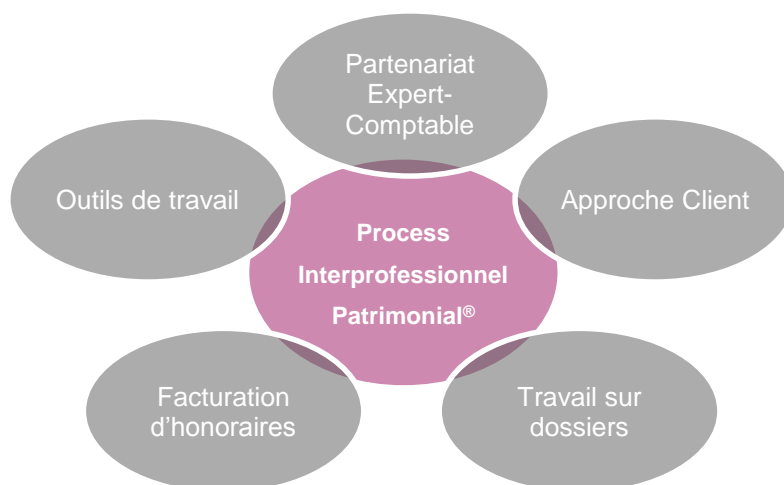 Partenariat
Expert-
Comptable
Outils de travail
Approche Client
Process
Interprofessionnel
Patrimonial®
Facturation
d'honoraires
Travail sur
dossiers